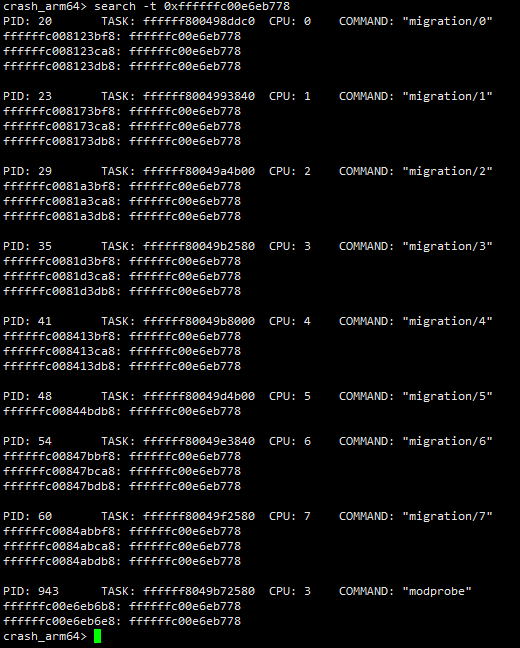 crash_arm64> search -t 0xffffffc00e6eb778
PID: 20       TASK: ffffff800498ddc0  CPU: 0    COMMAND: "migration/0"
ffffffc008123bf8: ffffffc00e6eb778
ffffffc008123ca8: ffffffc00e6eb778
ffffffc008123db8: ffffffc00e6eb778

PID: 23       TASK: ffffff8004993840  CPU: 1    COMMAND: "migration/1"
ffffffc008173bf8: ffffffc00e6eb778
ffffffc008173ca8: ffffffc00e6eb778
ffffffc008173db8: ffffffc00e6eb778

PID: 29       TASK: ffffff80049a4b00  CPU: 2    COMMAND: "migration/2"
ffffffc0081a3bf8: ffffffc00e6eb778
ffffffc0081a3ca8: ffffffc00e6eb778
ffffffc0081a3db8: ffffffc00e6eb778

PID: 35       TASK: ffffff80049b2580  CPU: 3    COMMAND: "migration/3"
ffffffc0081d3bf8: ffffffc00e6eb778
ffffffc0081d3ca8: ffffffc00e6eb778
ffffffc0081d3db8: ffffffc00e6eb778

PID: 41       TASK: ffffff80049b8000  CPU: 4    COMMAND: "migration/4"
ffffffc008413bf8: ffffffc00e6eb778
ffffffc008413ca8: ffffffc00e6eb778
ffffffc008413db8: ffffffc00e6eb778

PID: 48       TASK: ffffff80049d4b00  CPU: 5    COMMAND: "migration/5"
ffffffc00844bdb8: ffffffc00e6eb778

PID: 54       TASK: ffffff80049e3840  CPU: 6    COMMAND: "migration/6"
ffffffc00847bbf8: ffffffc00e6eb778
ffffffc00847bca8: ffffffc00e6eb778
ffffffc00847bdb8: ffffffc00e6eb778

PID: 60       TASK: ffffff80049f2580  CPU: 7    COMMAND: "migration/7"
ffffffc0084abbf8: ffffffc00e6eb778
ffffffc0084abca8: ffffffc00e6eb778
ffffffc0084abdb8: ffffffc00e6eb778

PID: 943      TASK: ffffff8049b72580  CPU: 3    COMMAND: "modprobe"
ffffffc00e6eb6b8: ffffffc00e6eb778
ffffffc00e6eb6e8: ffffffc00e6eb778
crash_arm64>